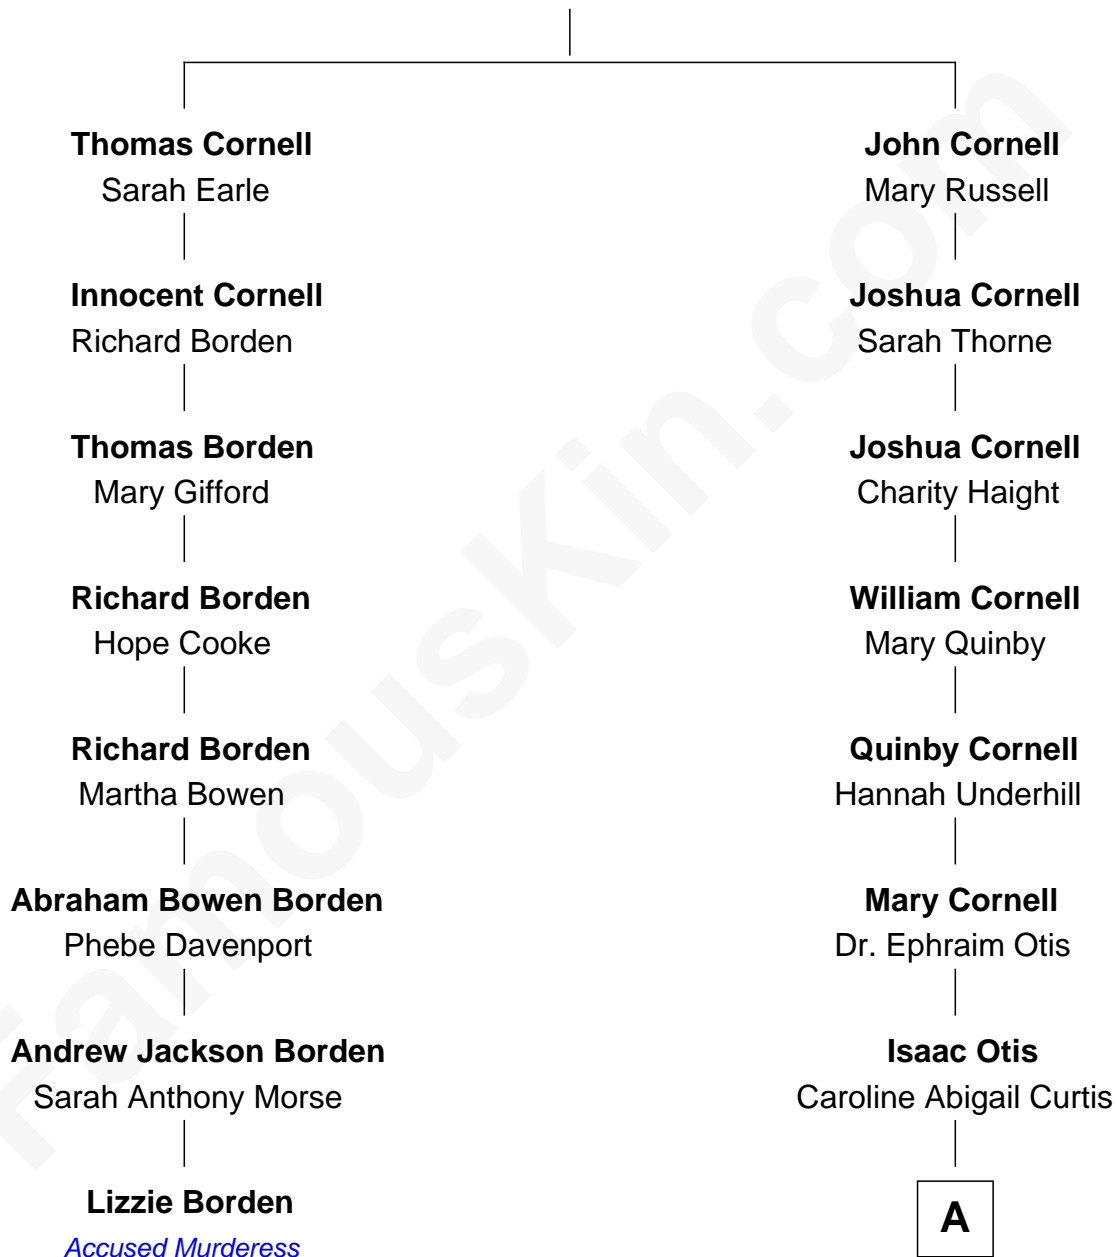 Thomas Cornell
Sarah Earle
Innocent Cornell
Richard Borden
Thomas Borden
Mary Gifford
Richard Borden
Hope Cooke
Richard Borden
Martha Bowen
Abraham Bowen Borden
Phebe Davenport
Andrew Jackson Borden
Sarah Anthony Morse
Lizzie Borden
Accused Murderess
John Cornell
Mary Russell
Joshua Cornell
Sarah Thorne
Joshua Cornell
Charity Haight
William Cornell
Mary Quinby
Quinby Cornell
Hannah Underhill
Mary Cornell
Dr. Ephraim Otis
Isaac Otis
Caroline Abigail Curtis
A
FamousKin.com